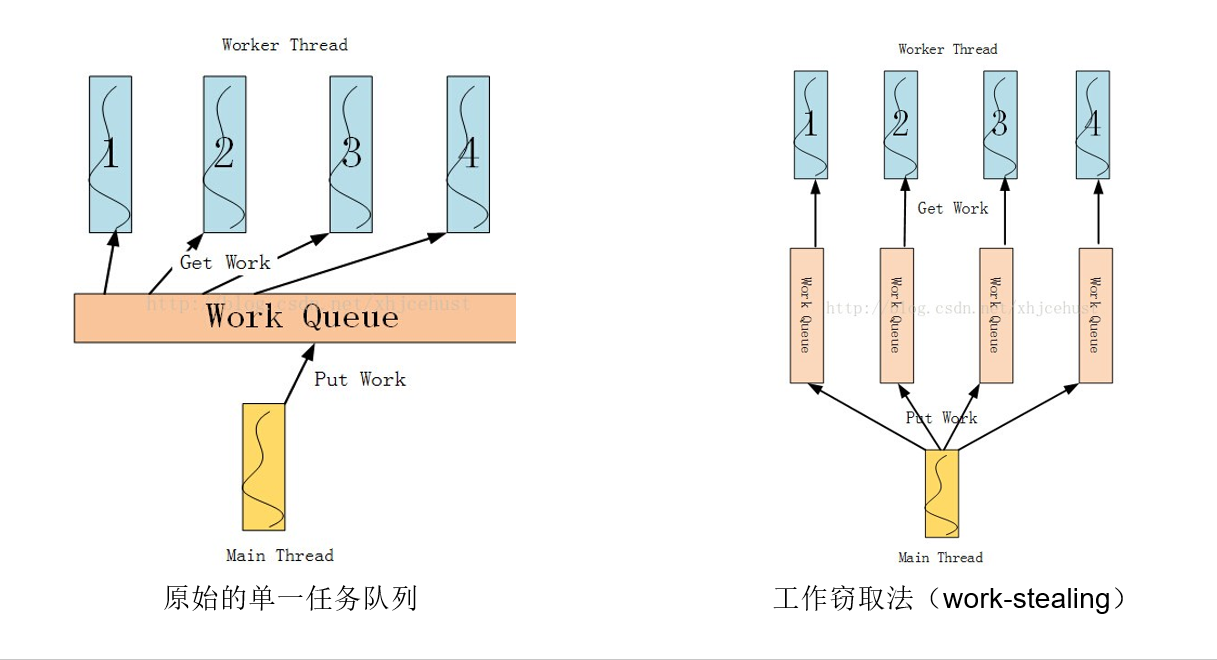 Worker Thread
1
2
3
4
Get Work
http://blog.csdn.net/xhjcehust
Work Queue
Put Work
Main Thread
原始的单一任务队列
Worker Thread
1
2
3
4
Get Work
Work Queue
Work Queue
Work Queue
Work Queue
http://blog.csdn.net/xhjcehust
Put Work
Main Thread
工作窃取法（work-stealing）